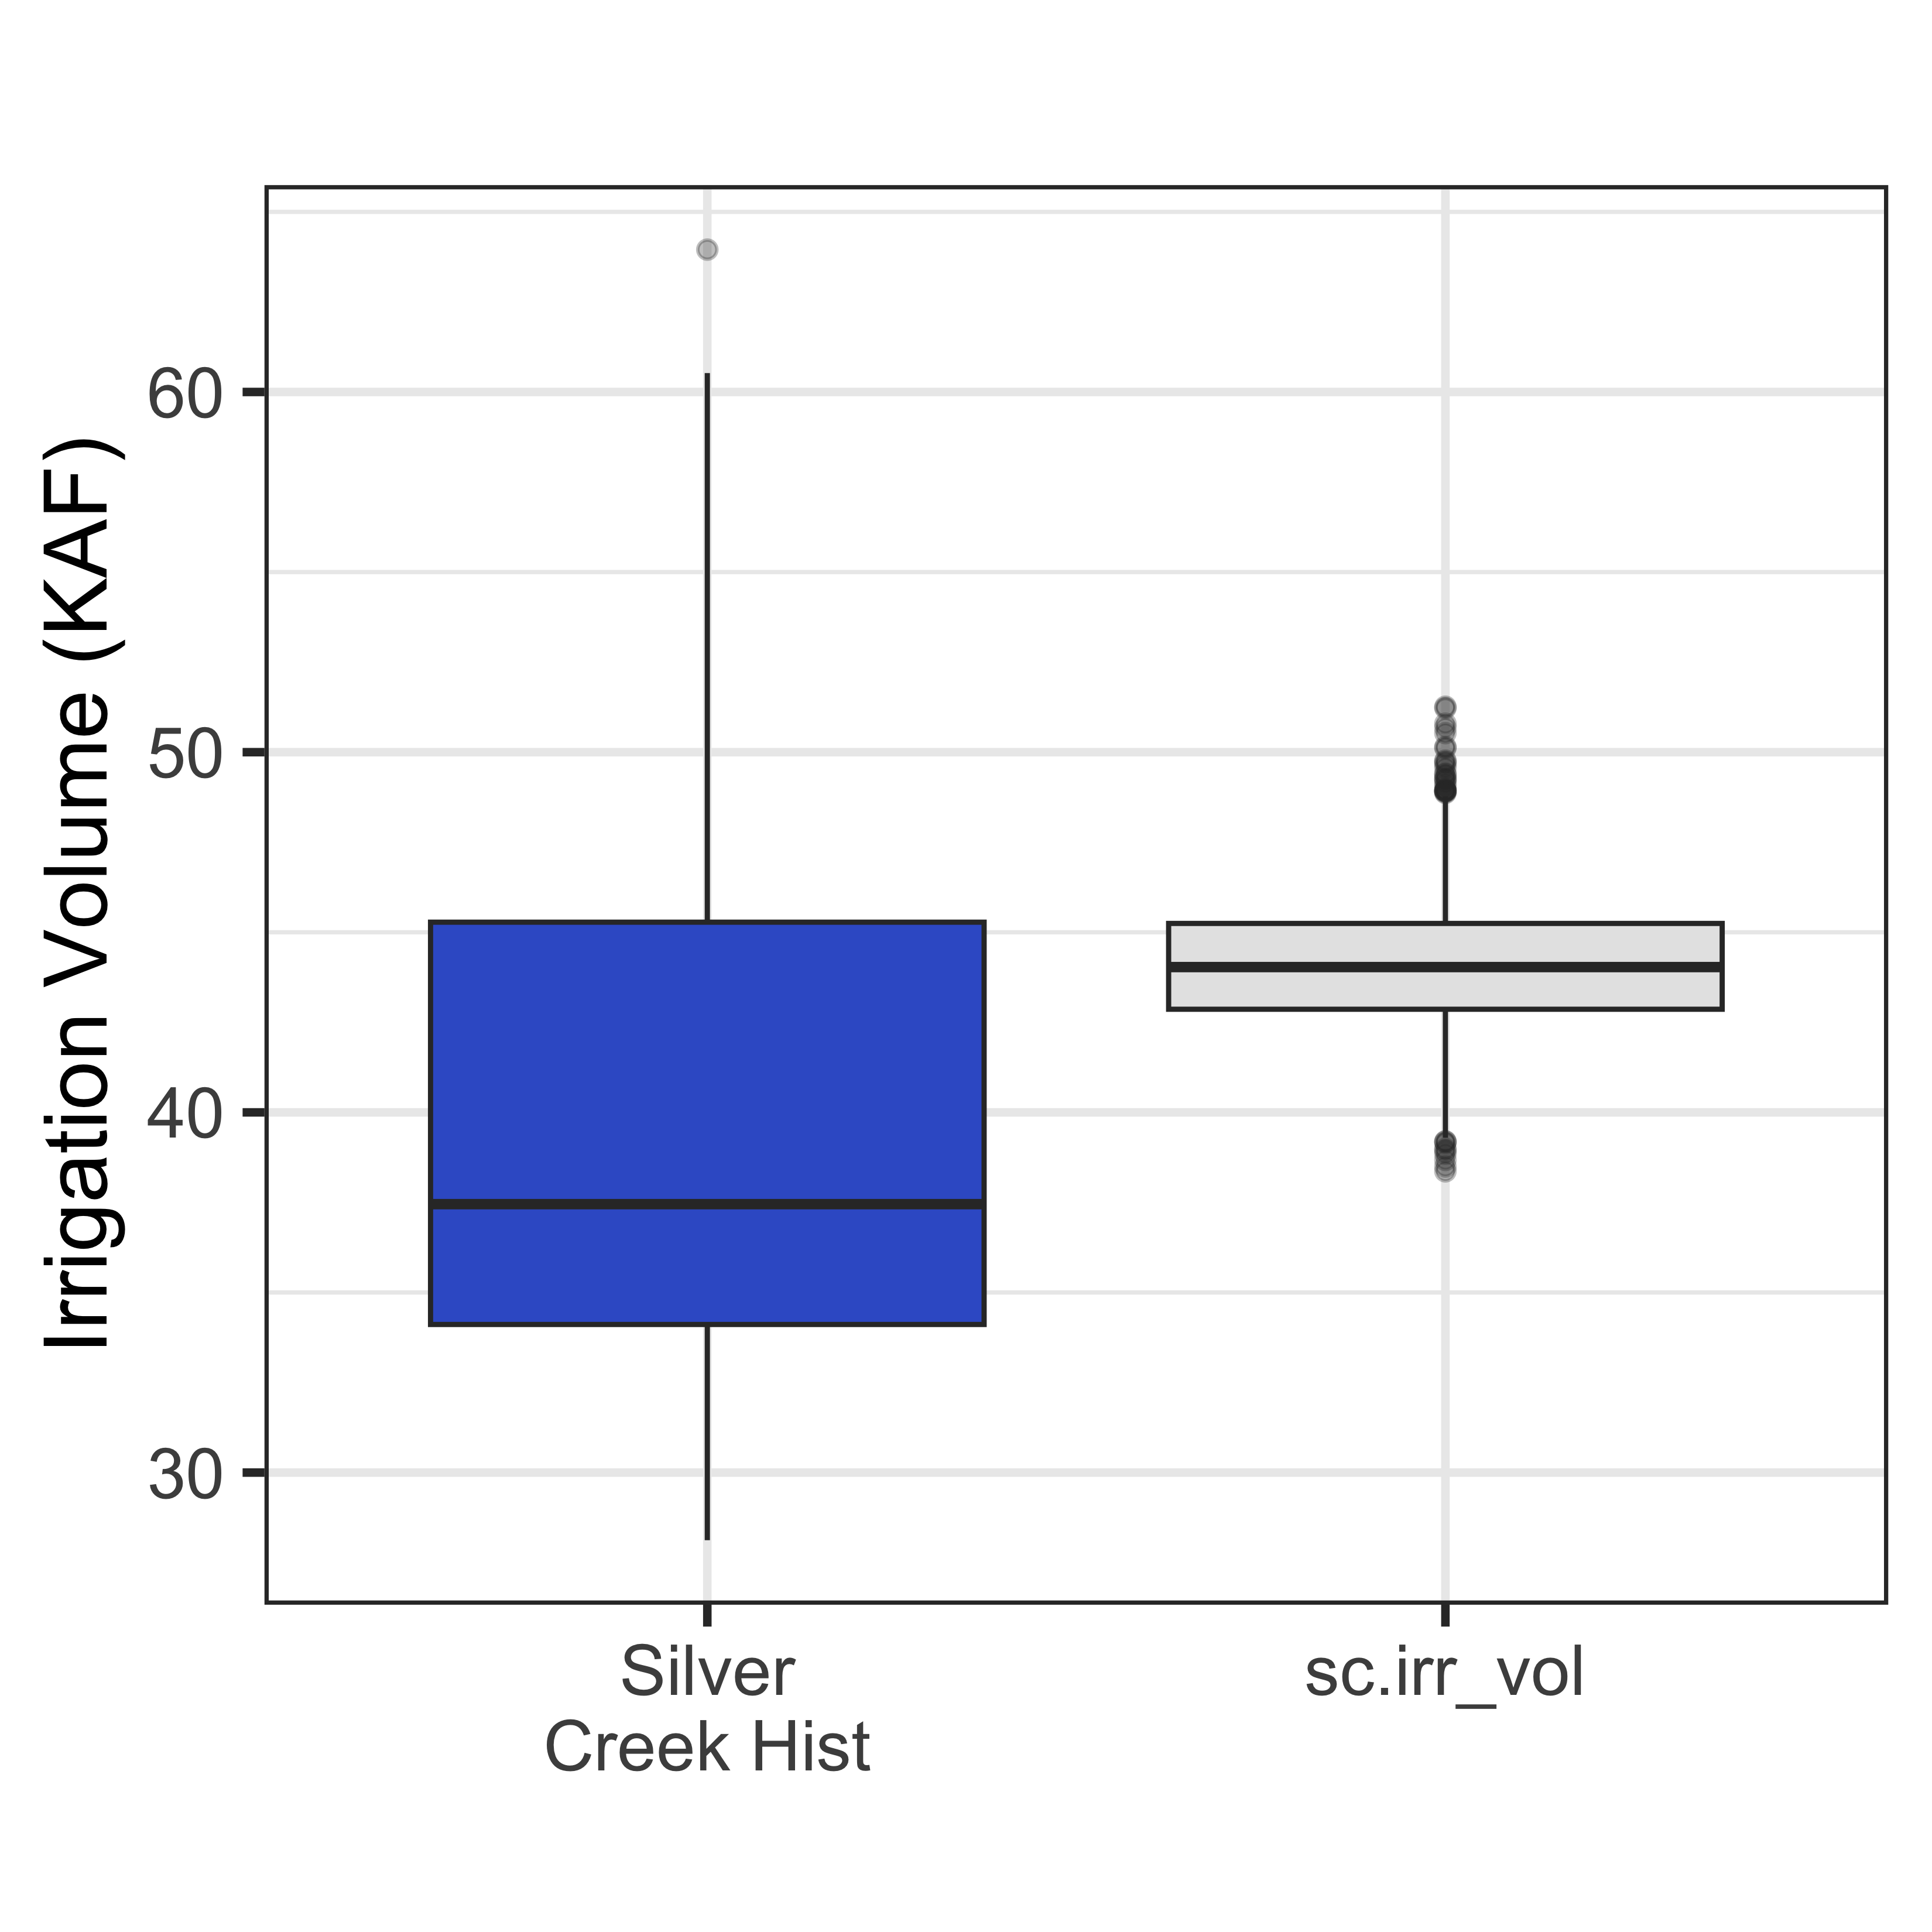 Irrigation Volume (KAF)
60
50
40
30
Silver
Creek Hist
sc.irr_vol